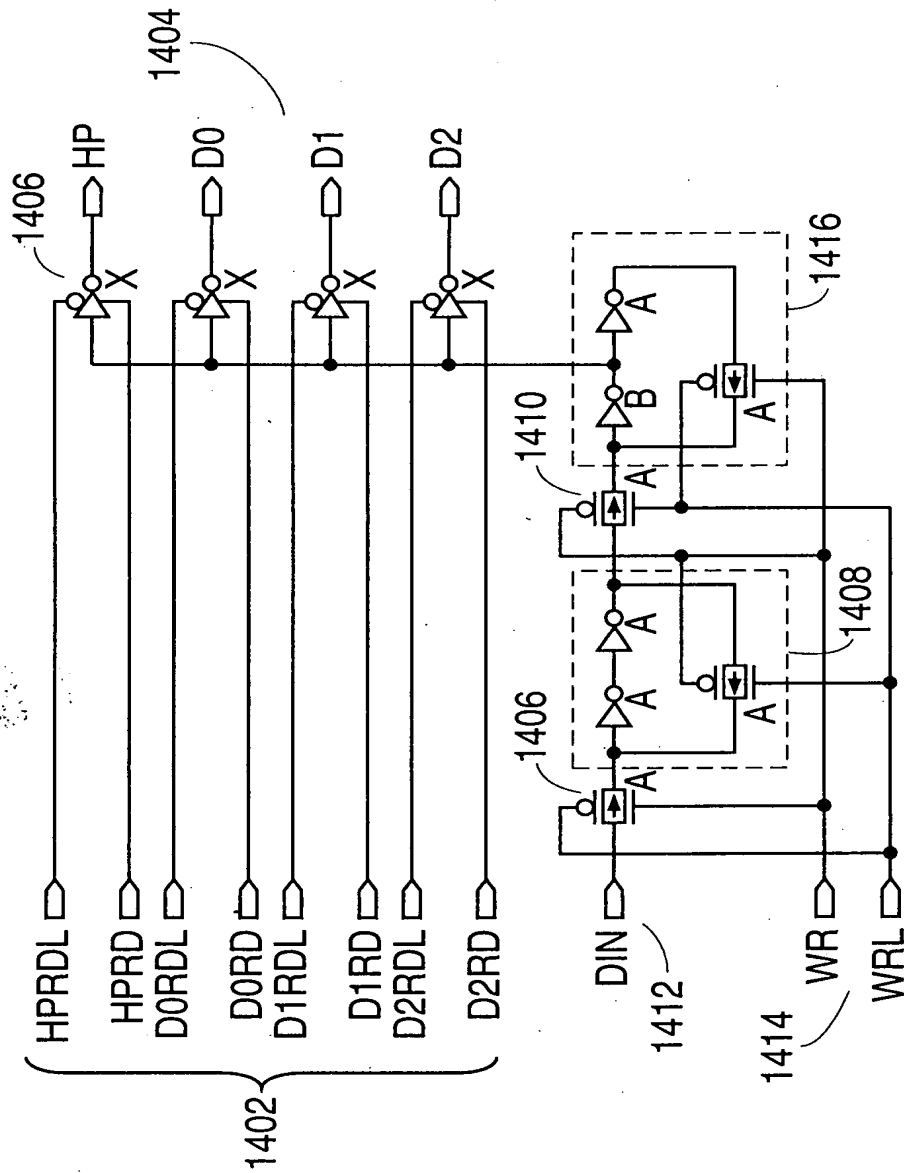 1404
1406
HPRDL
HP
X
HPRD
D0RDL
D0
X
D0RD
D1RDL
D1
X
D1RD
D2RDL
D2
X
D2RD
1402
1406
1410
DIN
A
A
A
A
B
A
1412
A
A
1416
WR
1408
1414
WRL